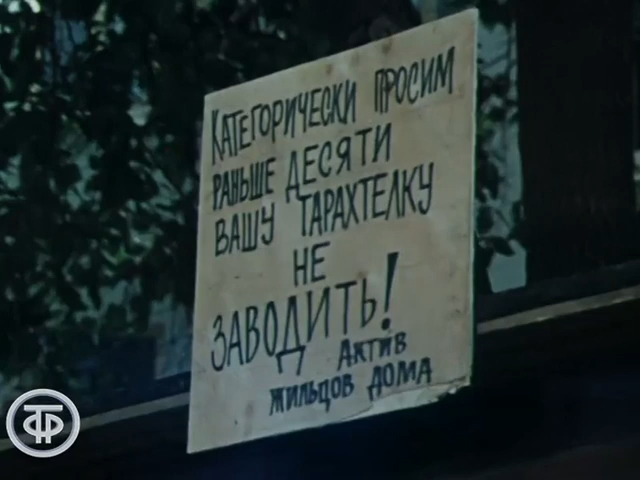 КАТЕГОРИЧЕСКИ ПРОСИМ
РАНЬШЕ ДЕСЯТИ
ВАШУ ТАРАХТЕЛКУ
НЕ
ЗАВОДИТЬ!
АКТИВ
ЖИЛЬЦОВ ДОМА